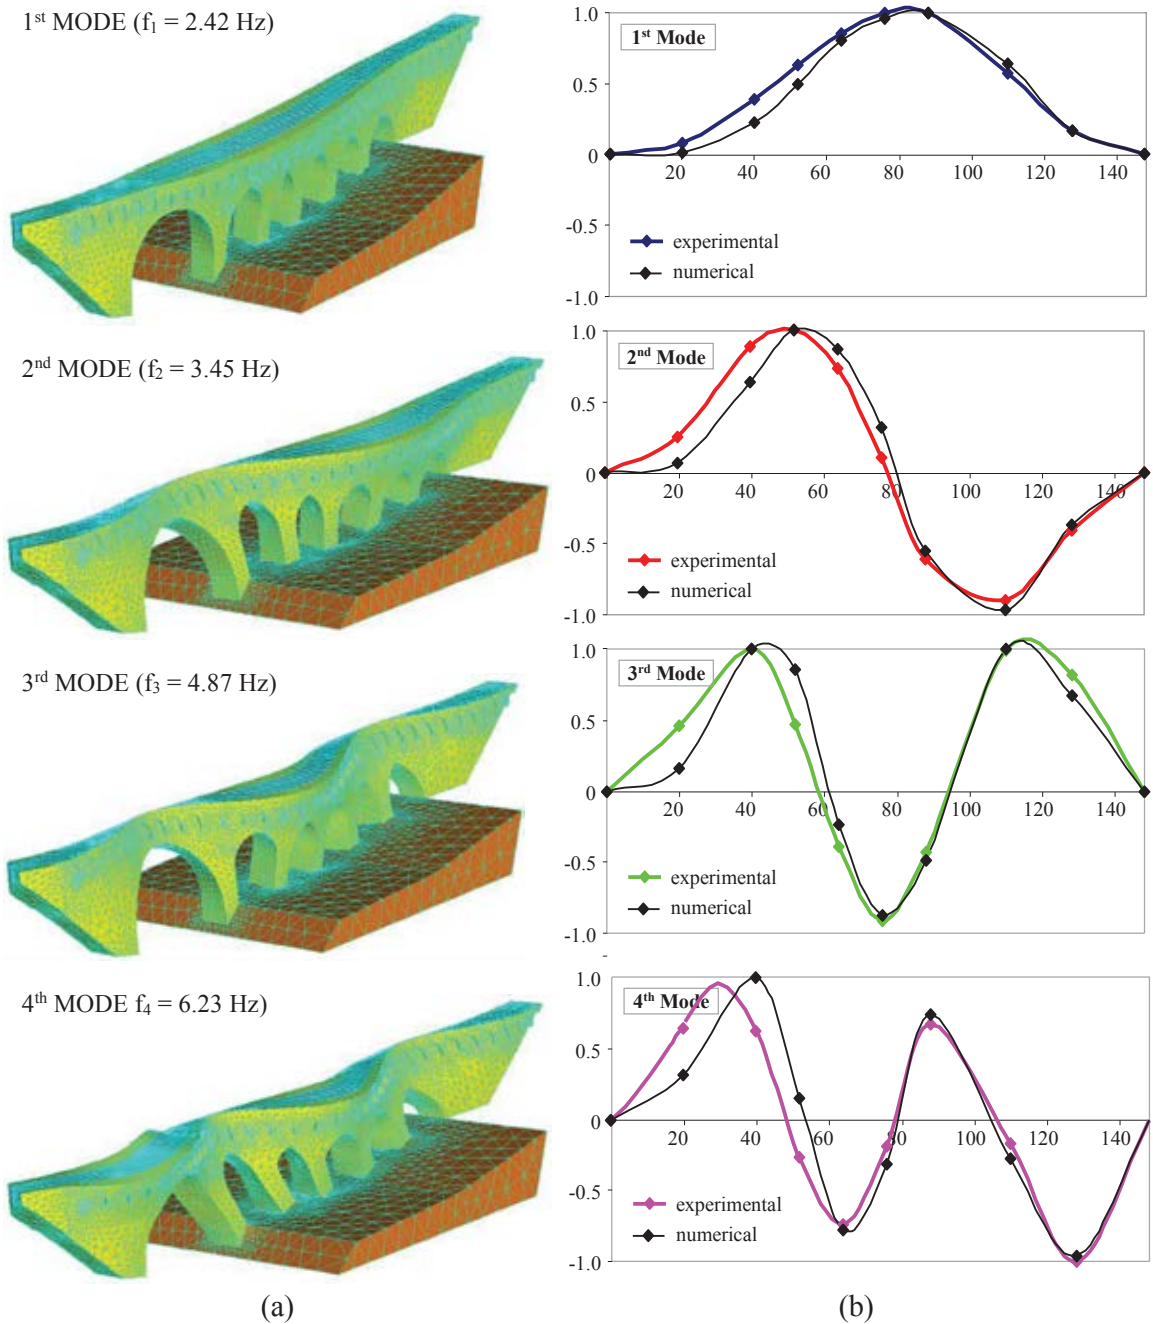 1st MODE (f1 = 2.42 Hz)
2nd MODE (f2 = 3.45 Hz)
3rd MODE (f3 = 4.87 Hz)
4th MODE f4 = 6.23 Hz)
(a)
1st Mode
1.0
0.5
0
-0.5
-1.0
20 40 60 80 100 120 140
experimental
numerical
2nd Mode
1.0
0.5
0
-0.5
-1.0
20 40 60 80 100 120 140
experimental
numerical
3rd Mode
1.0
0.5
0
-0.5
-1.0
20 40 60 80 100 120 140
experimental
numerical
-
4th Mode
1.0
0.5
0
-0.5
-1.0
20 40 60 80 100 120 140
experimental
numerical
(b)